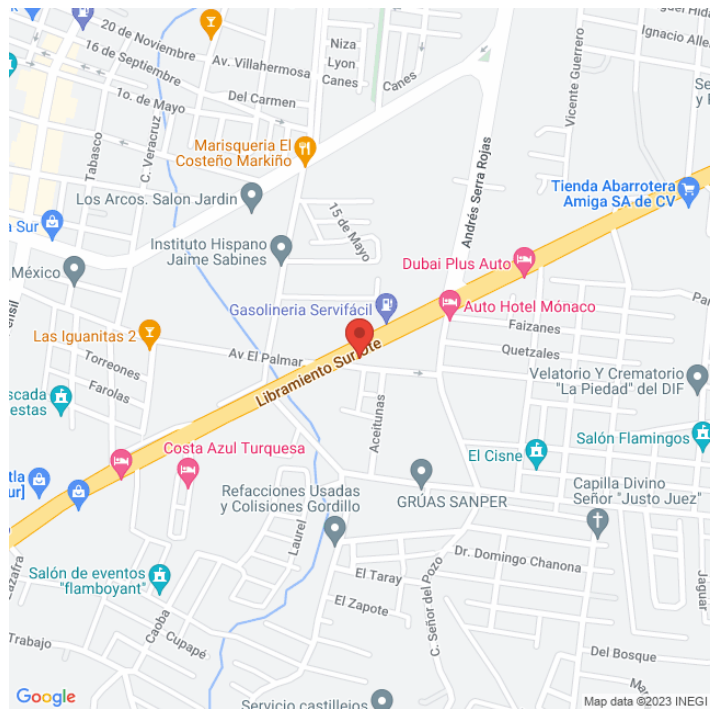 20 de Noviembre
16 de Septiembre
Av. Villahermosa
1o. de Mayo
Del Carmen
Niza
Lyon
Canes
Canes
Ignacio Allen
Vicente Guerrero
Tabasco
C. Veracruz
Marisqueria El
Costeño Markiño
Andrés Serra Rojas
Tienda Abarrotera
Amiga SA de CV
Los Arcos. Salon Jardin
15 de Mayo
Sur
Instituto Hispano
Jaime Sabines
México
Dubai Plus Auto
Gasolineria Servifácil
Auto Hotel Mónaco
Faizanes
Las Iguanitas 2
Av El Palmar
Libramiento Sur Ote
Quetzales
Torreones
Farolas
Velatorio Y Crematorio
"La Piedad" del DIF
Aceitunas
Costa Azul Turquesa
El Cisne
Salón Flamingos
GRÚAS SANPER
Refacciones Usadas
y Colisiones Gordillo
Capilla Divino
Señor "Justo Juez"
Laurel
Dr. Domingo Chanona
Salón de eventos
"flamboyant"
El Taray
El Zapote
C. Señor del Pozo
Jaguar
Caoba
Cupapé
Trabajo
Del Bosque
Servicio castillejos
Google
Map data ©2023 INEGI